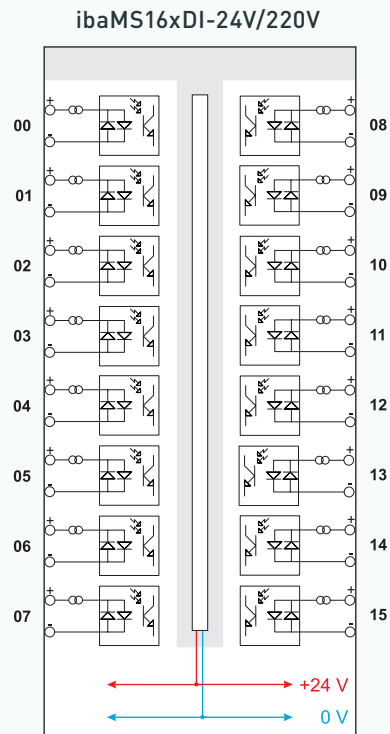 ibaMS16xDI-24V/220V
+ 00 -
+ 08 -
+ 01 -
+ 09 -
+ 02 -
+ 10 -
+ 03 -
+ 11 -
+ 04 -
+ 12 -
+ 05 -
+ 13 -
+ 06 -
+ 14 -
+ 07 -
+ 15 -
+24 V
0 V